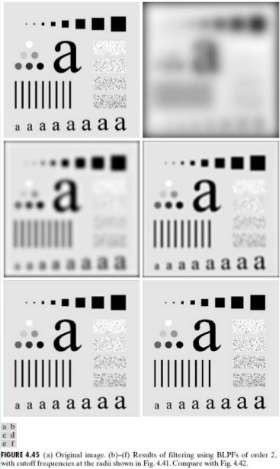 a
a a a a a a a a
a
a a a a a a a a
a
a a a a a a a a
a
a a a a a a a a
a
a a a a a a a a
a b
c d
e f
FIGURE 4.45 (a) Original image. (b)–(f) Results of filtering using BLPFs of order 2,
with cutoff frequencies at the radii shown in Fig. 4.41. Compare with Fig. 4.42.